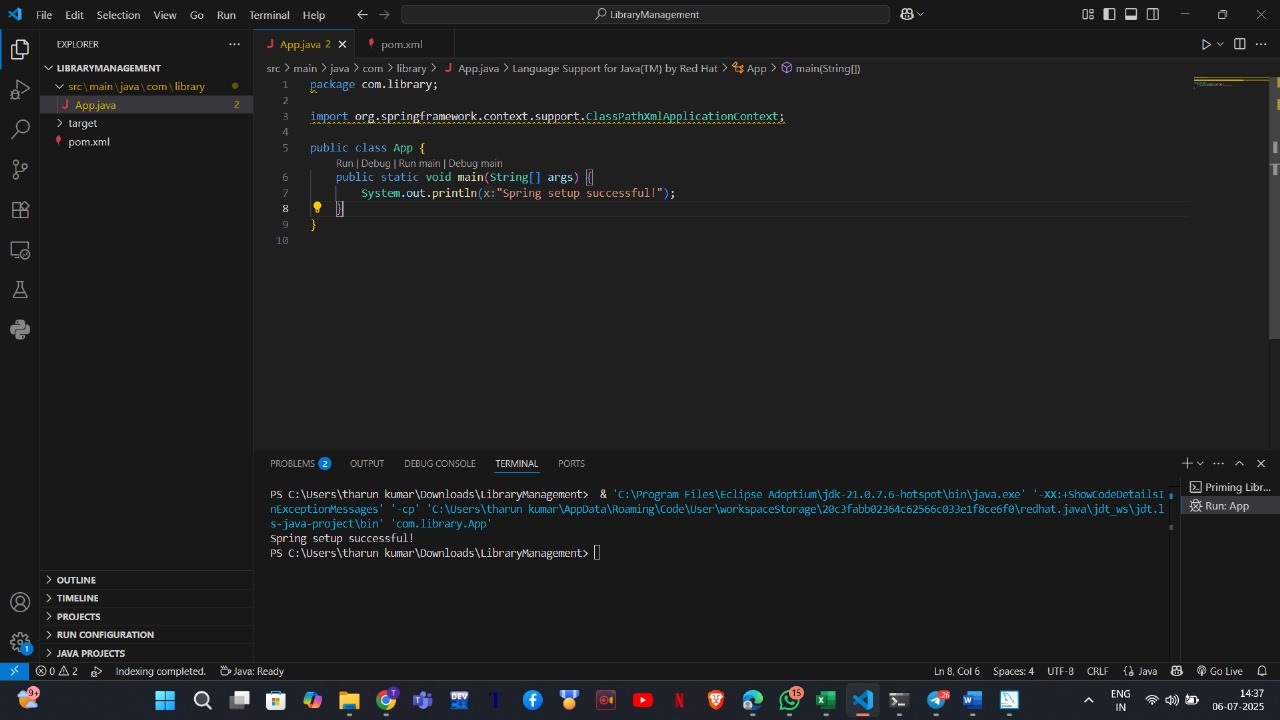 File Edit Selection View Go Run Terminal Help
LibraryManagement
EXPLORER
LIBRARYMANAGEMENT
src\main\java\com\library
App.java 2
target
pom.xml
OUTLINE
TIMELINE
PROJECTS
RUN CONFIGURATION
JAVA PROJECTS
App.java 2 pom.xml
src > main > java > com > library > App.java > Language Support for Java(TM) by Red Hat > App > main(String[])
1 package com.library;
2
3 import org.springframework.context.support.ClassPathXmlApplicationContext;
4
5 public class App {
Run | Debug | Run main | Debug main
6 public static void main(String[] args) {
7 System.out.println(x:"Spring setup successful!");
8 }
9 }
10
PROBLEMS 2 OUTPUT DEBUG CONSOLE TERMINAL PORTS
PS C:\Users\tharun kumar\Downloads\LibraryManagement> & 'C:\Program Files\Eclipse Adoptium\jdk-21.0.7.6-hotspot\bin\java.exe' '-XX:+ShowCodeDetailsI
nExceptionMessages' '-cp' 'C:\Users\tharun kumar\AppData\Roaming\Code\User\workspaceStorage\20c3fabb02364c62566c033e1f8ce6f0\redhat.java\jdt_ws\jdt.l
s-java-project\bin' 'com.library.App'
Spring setup successful!
PS C:\Users\tharun kumar\Downloads\LibraryManagement>
Priming Libr...
Run: App
1
0 2 Indexing completed. Java: Ready
Ln 8, Col 6 Spaces: 4 UTF-8 CRLF {} Java Go Live
9+
DEV
T
15
26
ENG
IN
14:37
06-07-2025